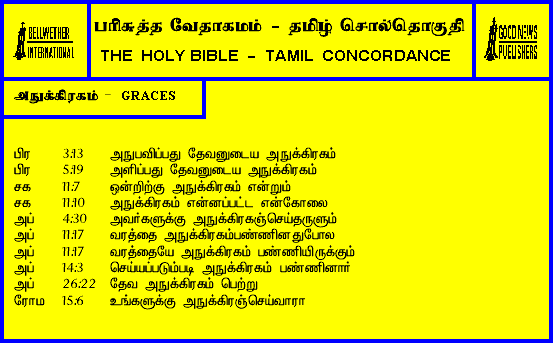 BELLWETHER
INTERNATIONAL
பரிசுத்த வேதாகமம் - தமிழ் சொல்தொகுதி
THE HOLY BIBLE - TAMIL CONCORDANCE
GOOD NEWS
PUBLISHERS
அநுக்கிரகம் - GRACES
பிர 3:13 அநுபவிப்பது தேவனுடைய அநுக்கிரகம்
பிர 5:19 அளிப்பது தேவனுடைய அநுக்கிரகம்
சக 11:7 ஒன்றிற்கு அநுக்கிரகம் என்றும்
சக 11:10 அநுக்கிரகம் என்னப்பட்ட என்கோலை
அப் 4:30 அவர்களுக்கு அநுக்கிரகஞ்செய்தருளும்
அப் 11:17 வரத்தை அநுக்கிரகம்பண்ணினதுபோல
அப் 11:17 வரத்தையே அநுக்கிரகம் பண்ணியிருக்கும்
அப் 14:3 செய்யப்படும்படி அநுக்கிரகம் பண்ணினார்
அப் 26:22 தேவ அநுக்கிரகம் பெற்று
ரோம 15:6 உங்களுக்கு அநுக்கிரஞ்செய்வாரா